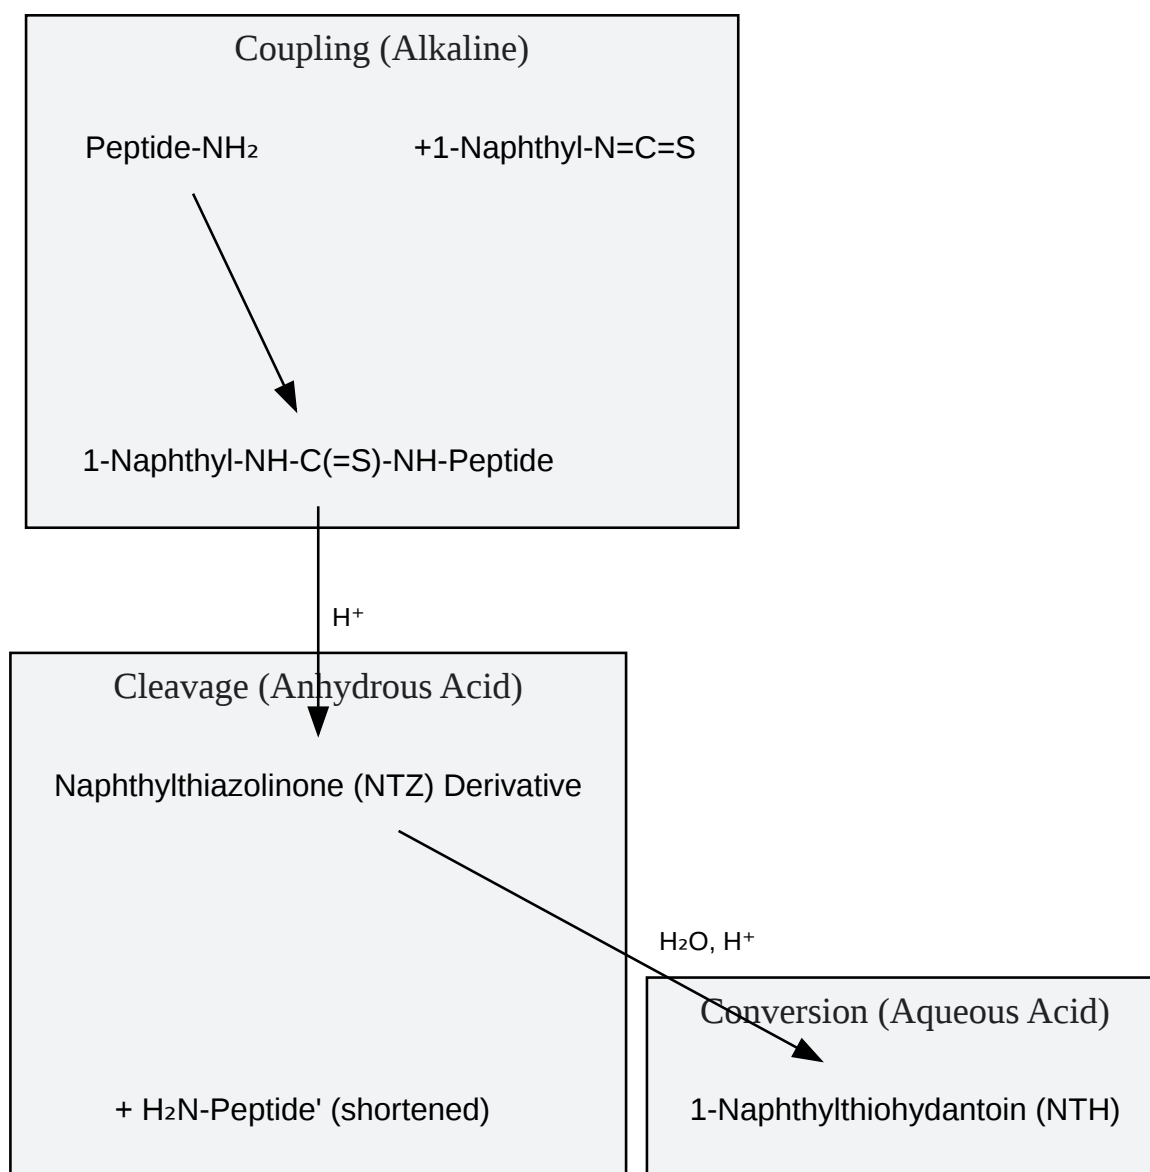 Coupling (Alkaline)
Peptide-NH₂
+1-Naphthyl-N=C=S
1-Naphthyl-NH-C(=S)-NH-Peptide
H⁺
Cleavage (Anhydrous Acid)
Naphthylthiazolinone (NTZ) Derivative
H₂O, H⁺
Conversion (Aqueous Acid)
+ H₂N-Peptide' (shortened)
1-Naphthylthiohydantoin (NTH)